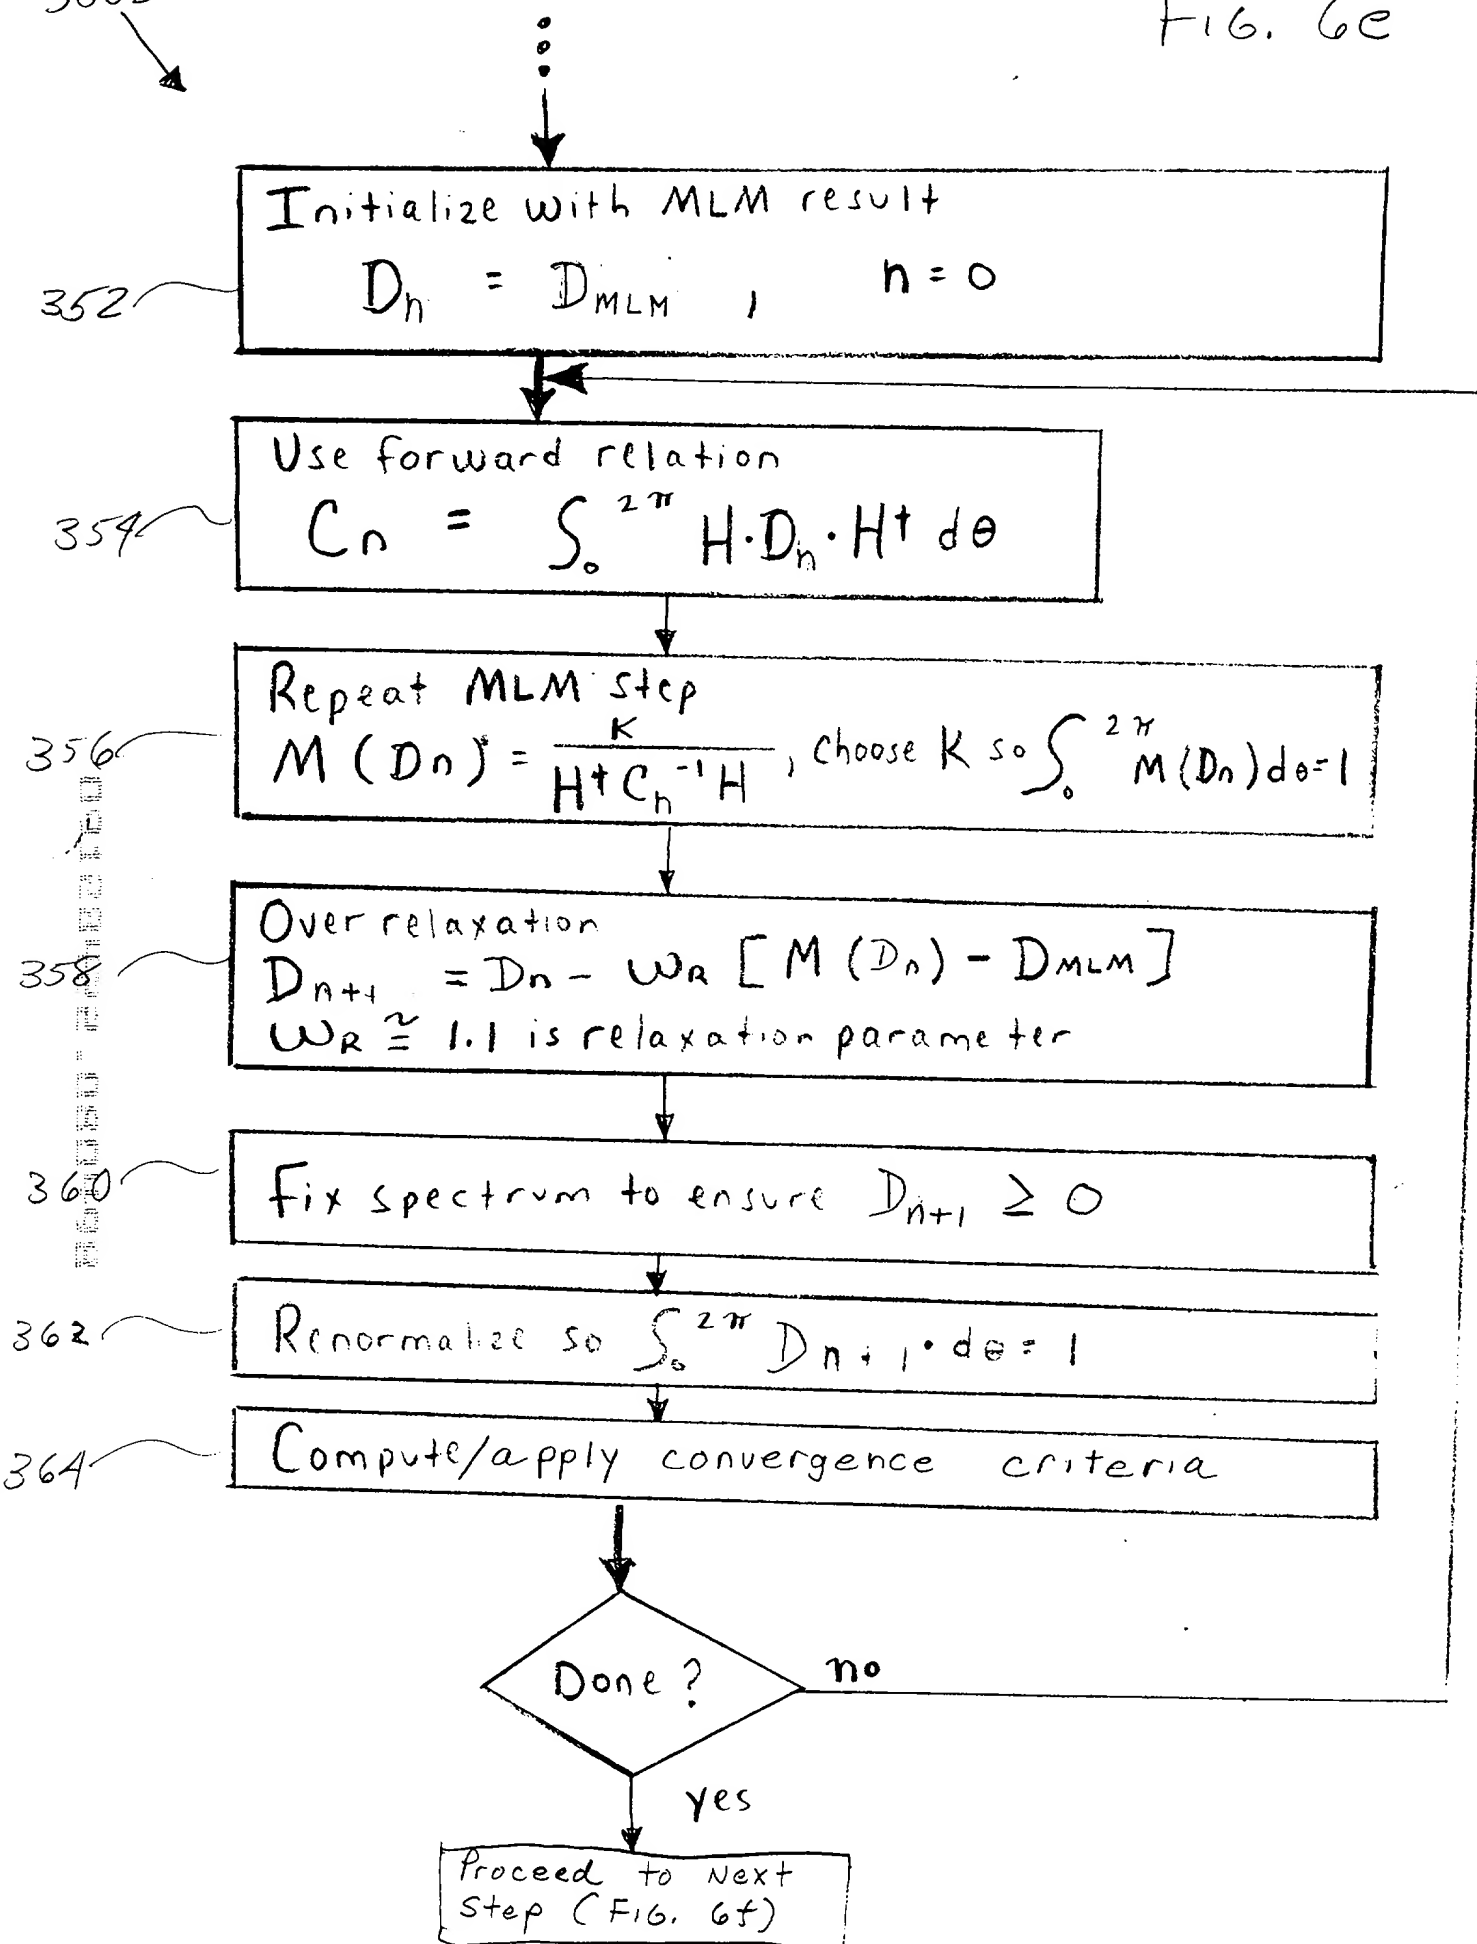 FIG. 6e
Initialize with MLM result
352
Dn = DMLM , n = 0
Use forward relation
354
Cn = ∫₀ 2π H·Dn·H† dθ
Repeat MLM step
356
M (Dn) = K / H† Cn⁻¹ H , choose K so ∫₀ 2π M(Dn) dθ = 1
Over relaxation
358
Dn+1 = Dn - ωR [ M (Dn) - DMLM ]
ωR ≅ 1.1 is relaxation parameter
360
Fix spectrum to ensure Dn+1 ≥ 0
362
Renormalize so ∫₀ 2π Dn+1 · dθ = 1
364
Compute/apply convergence criteria
Done ?
no
yes
Proceed to Next
Step (FIG. 6f)